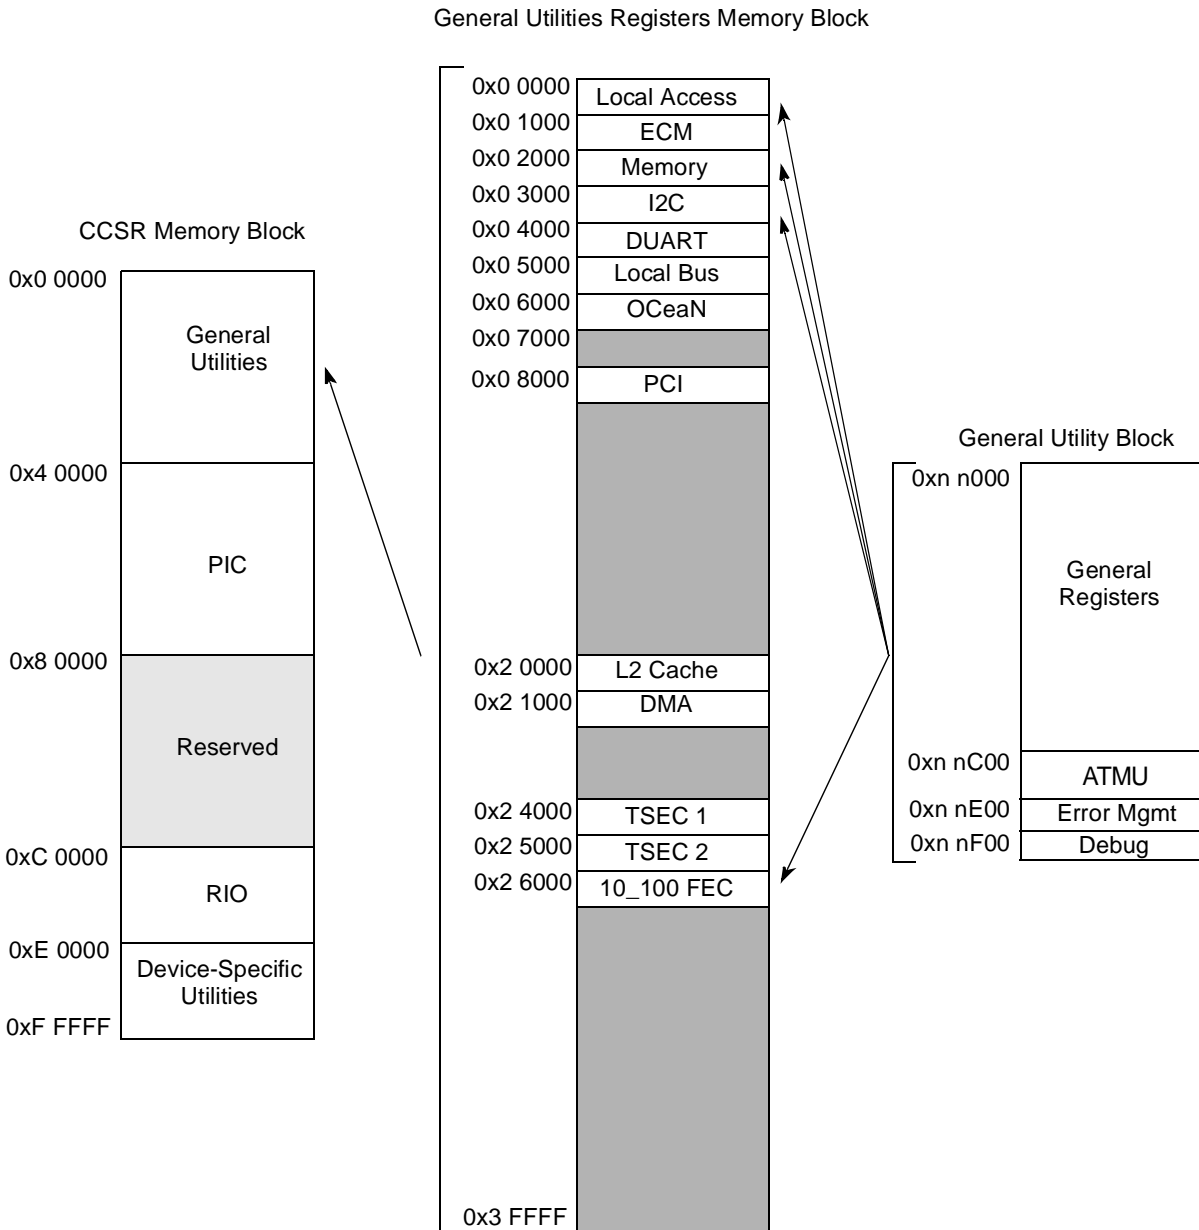 General Utilities Registers Memory Block
0x0 0000
Local Access
0x0 1000
ECM
0x0 2000
Memory
0x0 3000
I2C
0x0 4000
DUART
0x0 5000
Local Bus
0x0 6000
OCeaN
0x0 7000
0x0 8000
PCI
0x2 0000
L2 Cache
0x2 1000
DMA
0x2 4000
TSEC 1
0x2 5000
TSEC 2
0x2 6000
10_100 FEC
0x3 FFFF
CCSR Memory Block
0x0 0000
General
Utilities
0x4 0000
PIC
0x8 0000
Reserved
0xC 0000
RIO
0xE 0000
Device-Specific
Utilities
0xF FFFF
General Utility Block
0xn n000
General
Registers
0xn nC00
ATMU
0xn nE00
Error Mgmt
0xn nF00
Debug